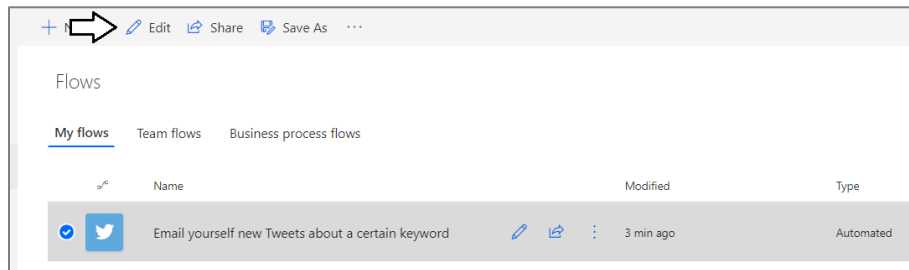 Edit Share Save As ...
Flows
My flows Team flows Business process flows
Name Modified Type
Email yourself new Tweets about a certain keyword 3 min ago Automated